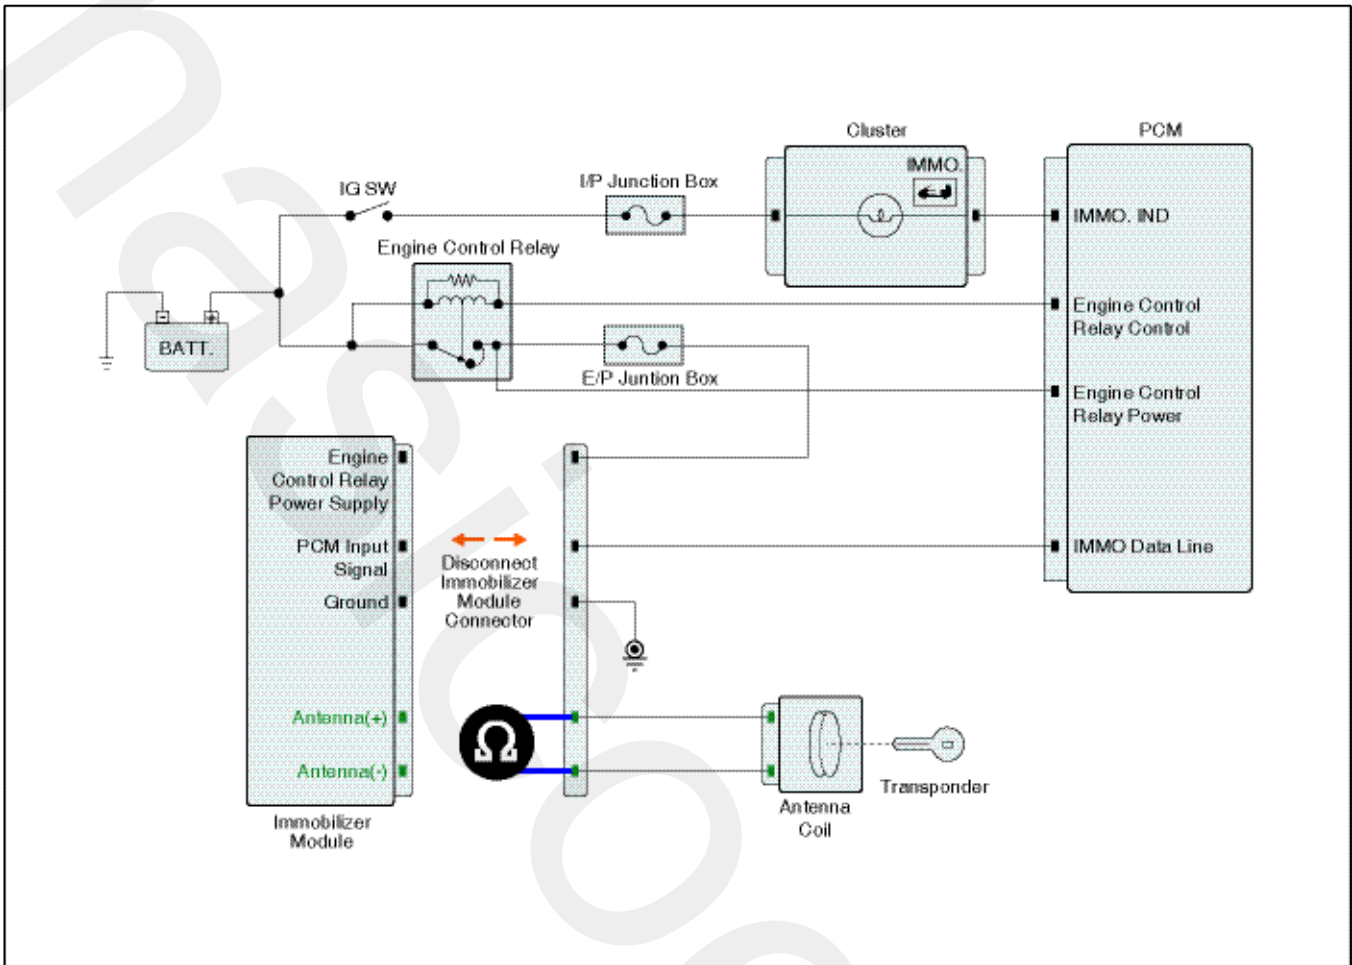 Cluster
PCM
IMMO.
IG SW
I/P Junction Box
IMMO. IND
Engine Control Relay
BATT.
Engine Control
Relay Control
E/P Juntion Box
Engine Control
Relay Power
Engine
Control Relay
Power Supply
PCM Input
Signal
Ground
Disconnect
Immobilizer
Module
Connector
IMMO Data Line
Antenna(+)
Ω
Antenna(-)
Immobilizer
Module
Antenna
Coil
Transponder